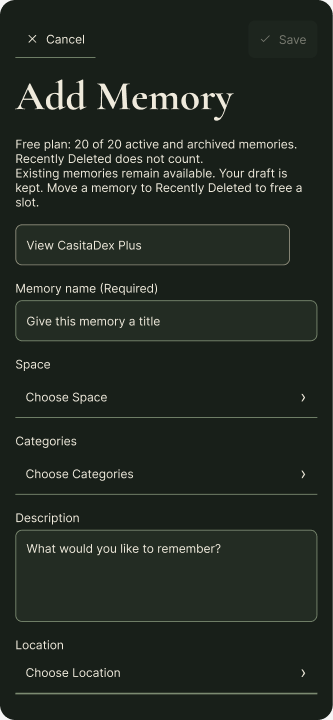 Cancel
Save
Add Memory
Free plan: 20 of 20 active and archived memories.
Recently Deleted does not count.
Existing memories remain available. Your draft is
kept. Move a memory to Recently Deleted to free a
slot.
View CasitaDex Plus
Memory name (Required)
Give this memory a title
Space
Choose Space
Categories
Choose Categories
Description
What would you like to remember?
Location
Choose Location